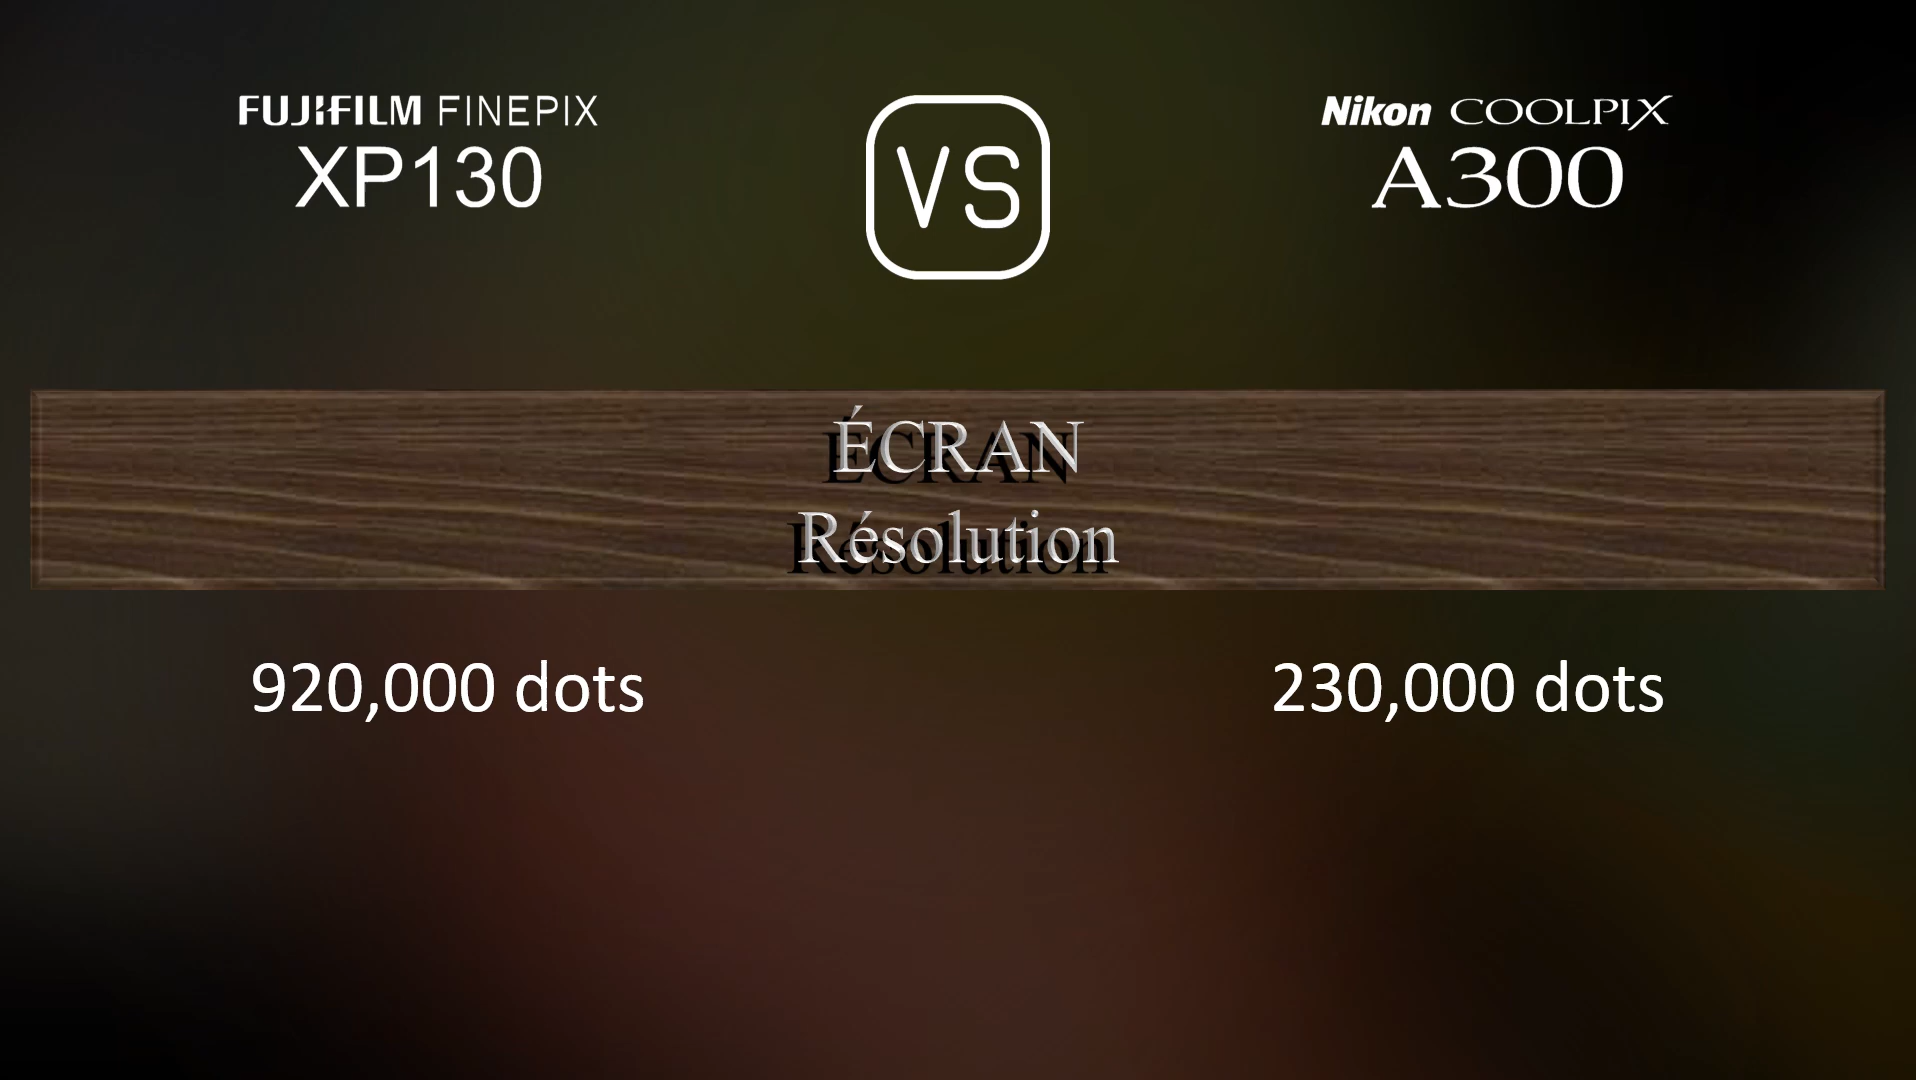 FUJIFILM FINEPIX
XP130
VS
Nikon COOLPIX
A300
ÉCRAN
Résolution
920,000 dots
230,000 dots